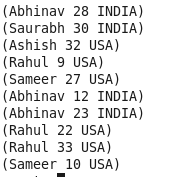 (Abhinav 28 INDIA)
(Saurabh 30 INDIA)
(Ashish 32 USA)
(Rahul 9 USA)
(Sameer 27 USA)
(Abhinav 12 INDIA)
(Abhinav 23 INDIA)
(Rahul 22 USA)
(Rahul 33 USA)
(Sameer 10 USA)